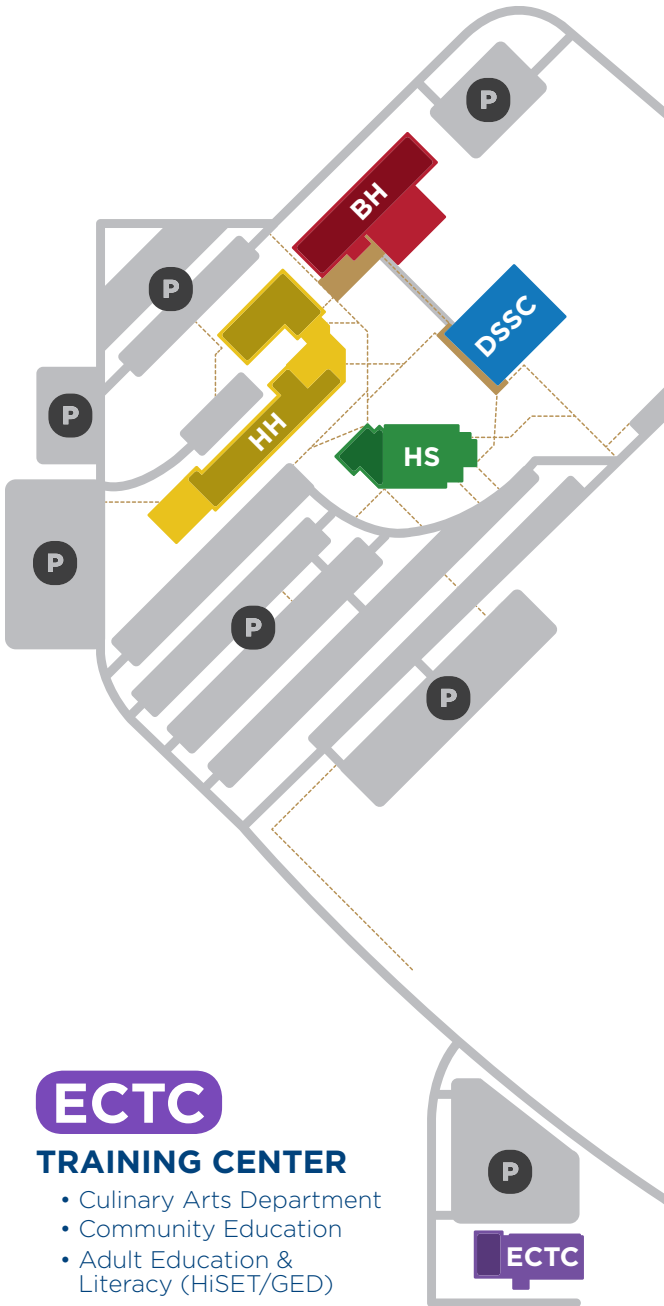 P
BH
P
DSSC
P
HH
HS
P
P
P
ECTC
TRAINING CENTER
• Culinary Arts Department
• Community Education
• Adult Education &
Literacy (HiSET/GED)
P
ECTC